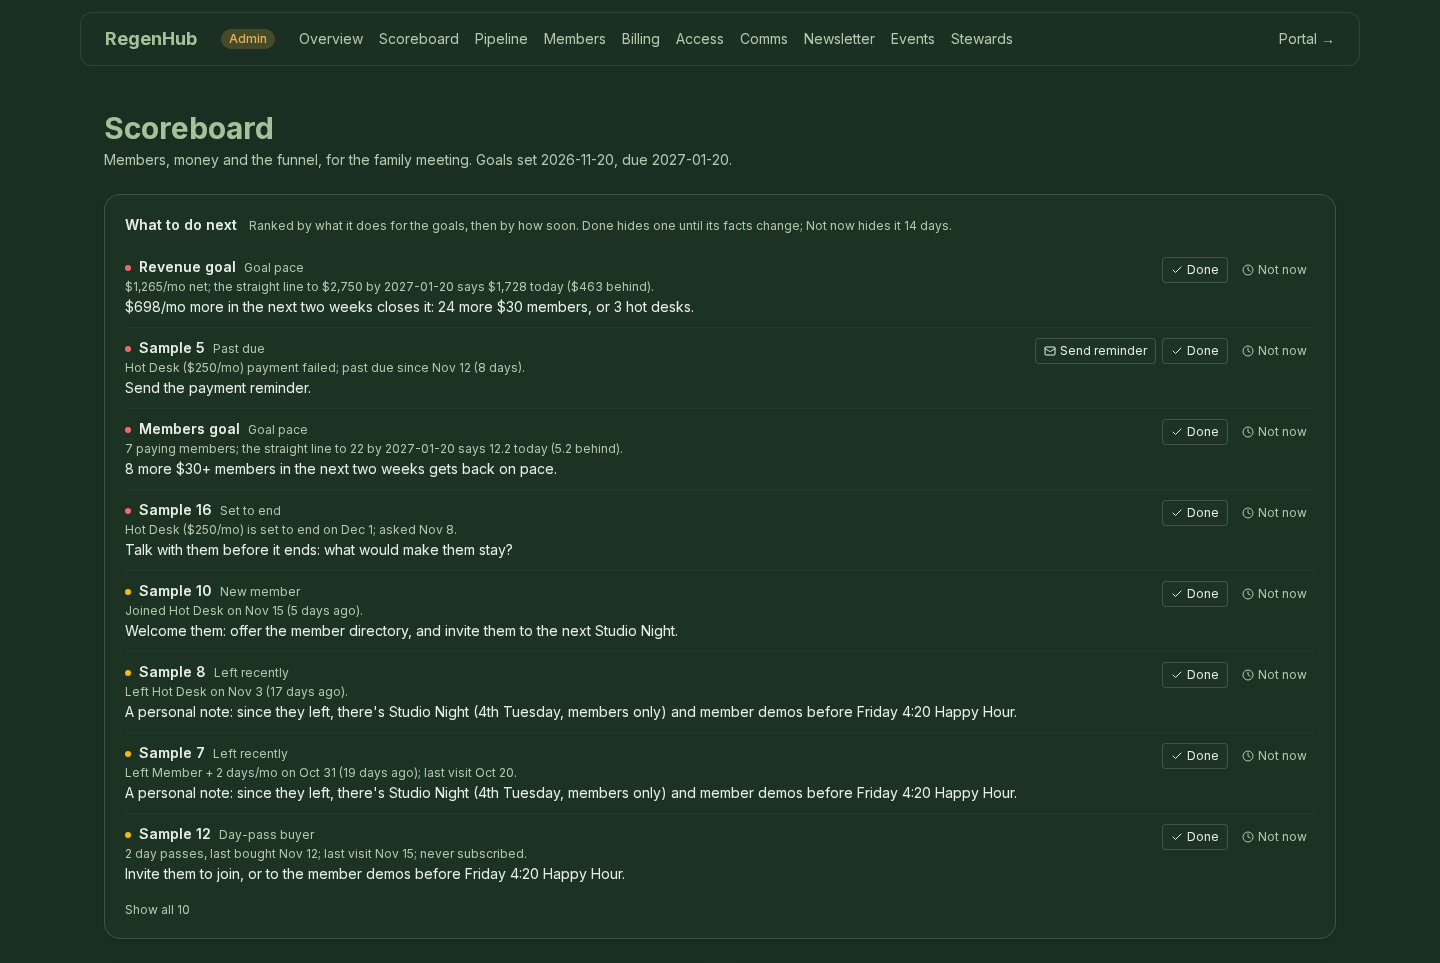 RegenHub Admin Overview Scoreboard Pipeline Members Billing Access Comms Newsletter Events Stewards Portal →
Scoreboard
Members, money and the funnel, for the family meeting. Goals set 2026-11-20, due 2027-01-20.
What to do next Ranked by what it does for the goals, then by how soon. Done hides one until its facts change; Not now hides it 14 days.
Revenue goal Goal pace Done Not now
$1,265/mo net; the straight line to $2,750 by 2027-01-20 says $1,728 today ($463 behind).
$698/mo more in the next two weeks closes it: 24 more $30 members, or 3 hot desks.
Sample 5 Past due Send reminder Done Not now
Hot Desk ($250/mo) payment failed; past due since Nov 12 (8 days).
Send the payment reminder.
Members goal Goal pace Done Not now
7 paying members; the straight line to 22 by 2027-01-20 says 12.2 today (5.2 behind).
8 more $30+ members in the next two weeks gets back on pace.
Sample 16 Set to end Done Not now
Hot Desk ($250/mo) is set to end on Dec 1; asked Nov 8.
Talk with them before it ends: what would make them stay?
Sample 10 New member Done Not now
Joined Hot Desk on Nov 15 (5 days ago).
Welcome them: offer the member directory, and invite them to the next Studio Night.
Sample 8 Left recently Done Not now
Left Hot Desk on Nov 3 (17 days ago).
A personal note: since they left, there's Studio Night (4th Tuesday, members only) and member demos before Friday 4:20 Happy Hour.
Sample 7 Left recently Done Not now
Left Member + 2 days/mo on Oct 31 (19 days ago); last visit Oct 20.
A personal note: since they left, there's Studio Night (4th Tuesday, members only) and member demos before Friday 4:20 Happy Hour.
Sample 12 Day-pass buyer Done Not now
2 day passes, last bought Nov 12; last visit Nov 15; never subscribed.
Invite them to join, or to the member demos before Friday 4:20 Happy Hour.
Show all 10